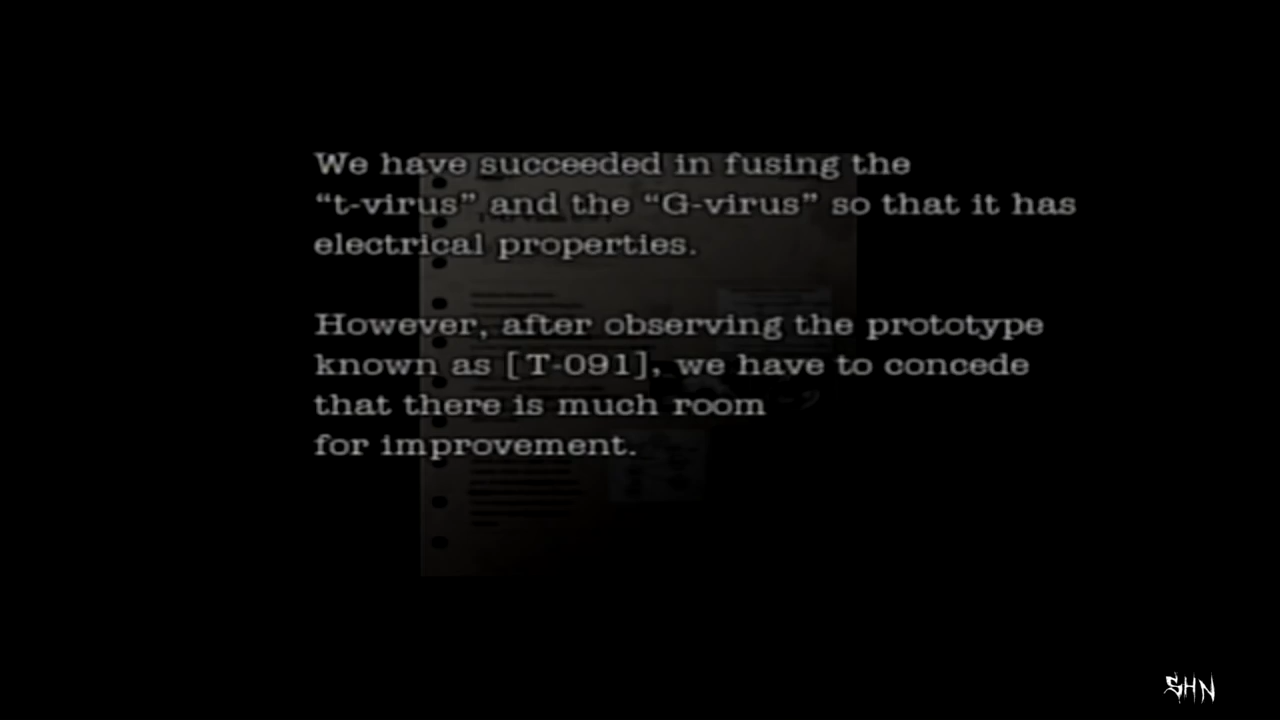 We have succeeded in fusing the
“t-virus” and the “G-virus” so that it has
electrical properties.
However, after observing the prototype
known as [T-091], we have to concede
that there is much room
for improvement.
SHN